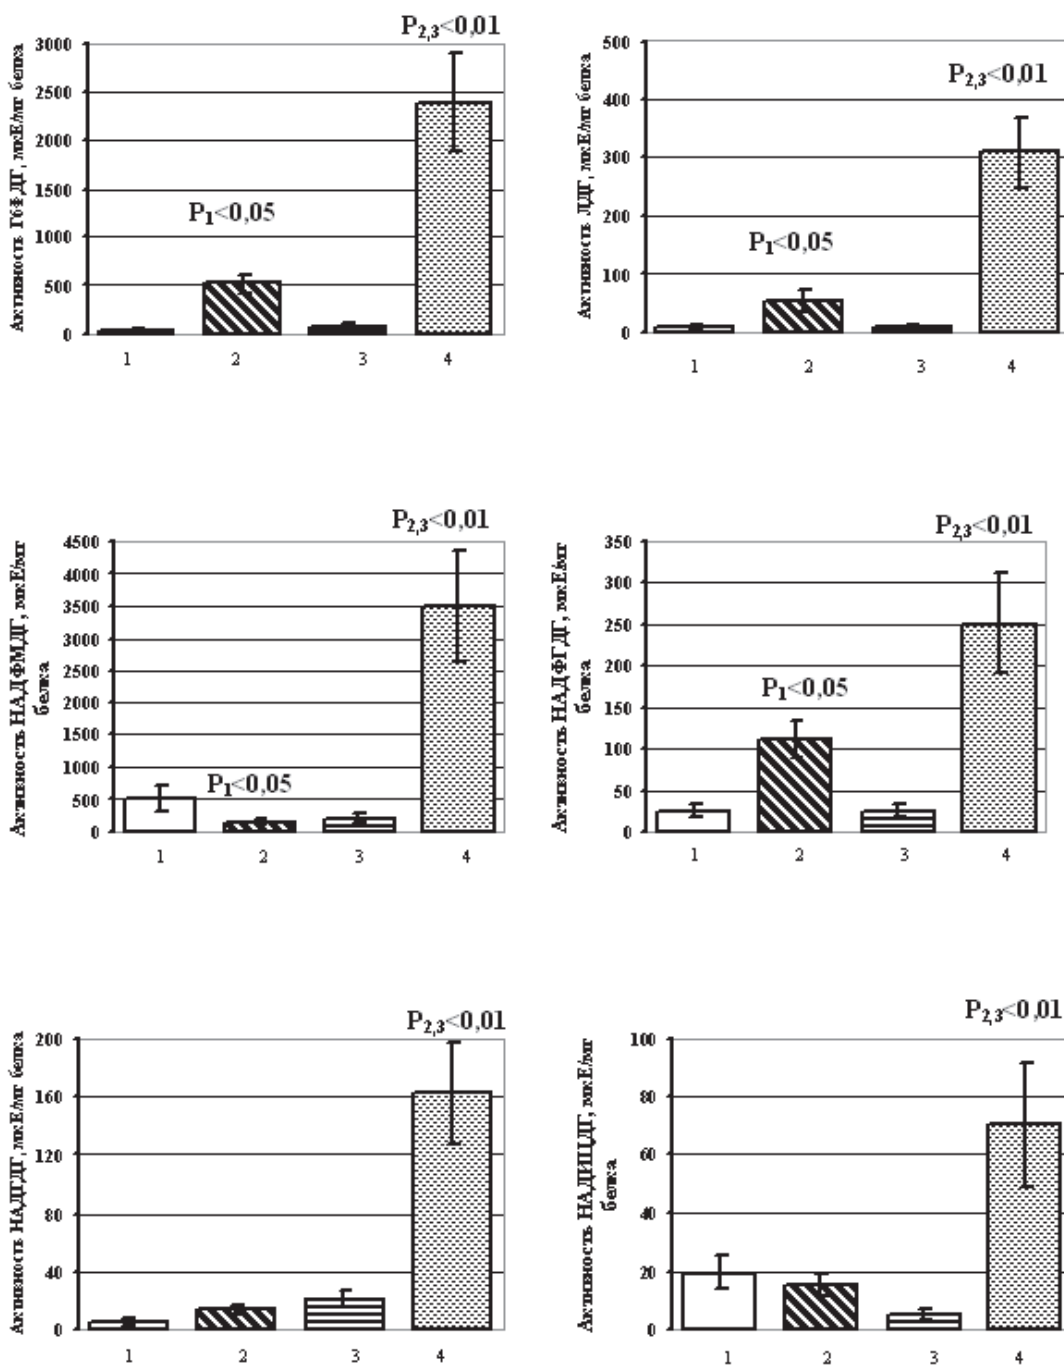 P2,3<0,01
Активность Г6ФДГ, мкЕ/мг белка
3000
2500
2000
1500
1000
500
0
P1<0,05
1 2 3 4
P2,3<0,01
Активность ЛДГ, мкЕ/мг белка
500
400
300
200
100
0
P1<0,05
1 2 3 4
P2,3<0,01
Активность НАДФМДГ, мкЕ/мг
белка
4500
4000
3500
3000
2500
2000
1500
1000
500
0
P1<0,05
1 2 3 4
P2,3<0,01
Активность НАДФГДГ, мкЕ/мг
белка
350
300
250
200
150
100
50
0
P1<0,05
1 2 3 4
P2,3<0,01
Активность НАДГДГ, мкЕ/мг белка
200
160
120
80
40
0
1 2 3 4
P2,3<0,01
Активность НАДИЦДГ, мкЕ/мг
белка
100
80
60
40
20
0
1 2 3 4